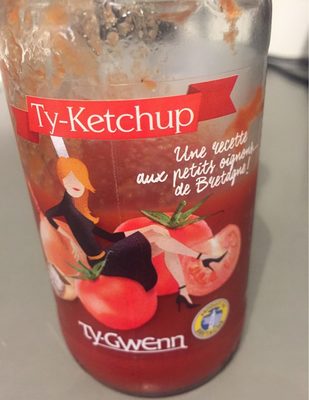 Ty-Ketchup
Une recette
aux petits oignons
de Bretagne !
Ty-Gwenn